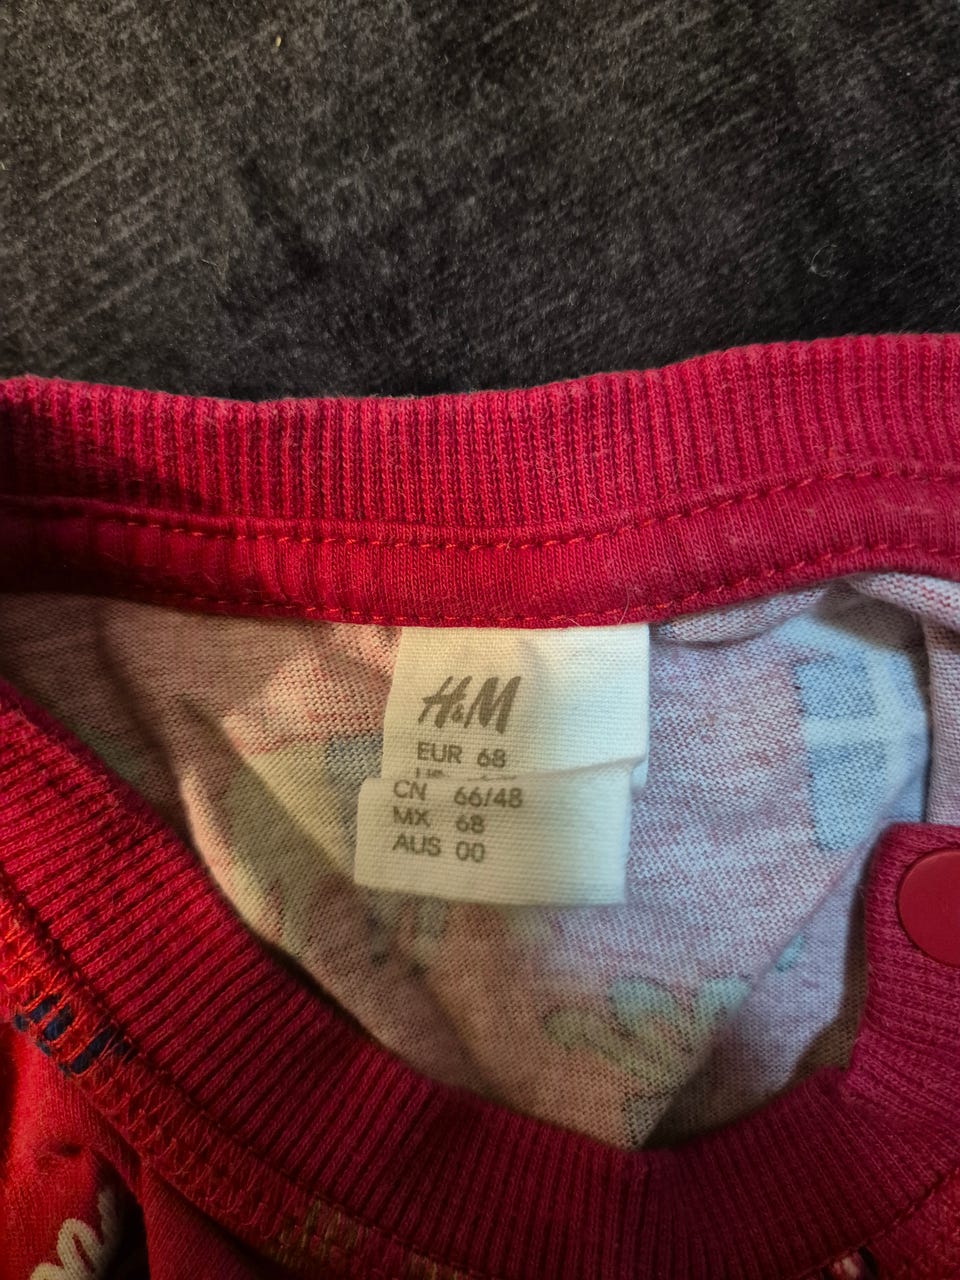 H&M
EUR 68
CN 66/48
MX 68
AUS 00